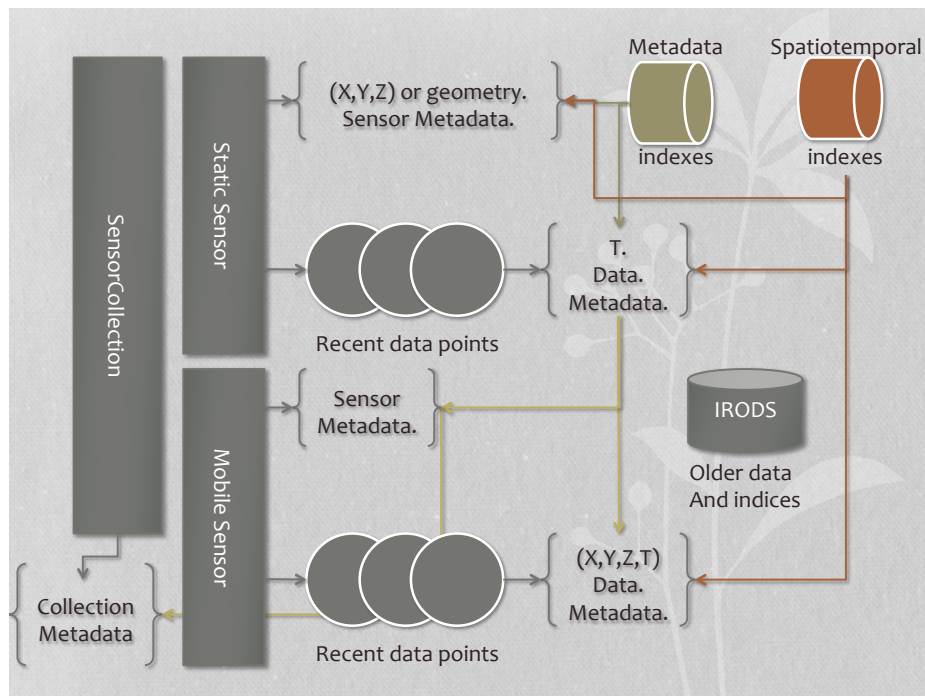 Metadata
indexes
Spatiotemporal
indexes
(X,Y,Z) or geometry.
Sensor Metadata.
SensorCollection
Static Sensor
T.
Data.
Metadata.
Recent data points
Mobile Sensor
Sensor
Metadata.
IRODS
Older data
And indices
(X,Y,Z,T)
Data.
Metadata.
Collection
Metadata
Recent data points